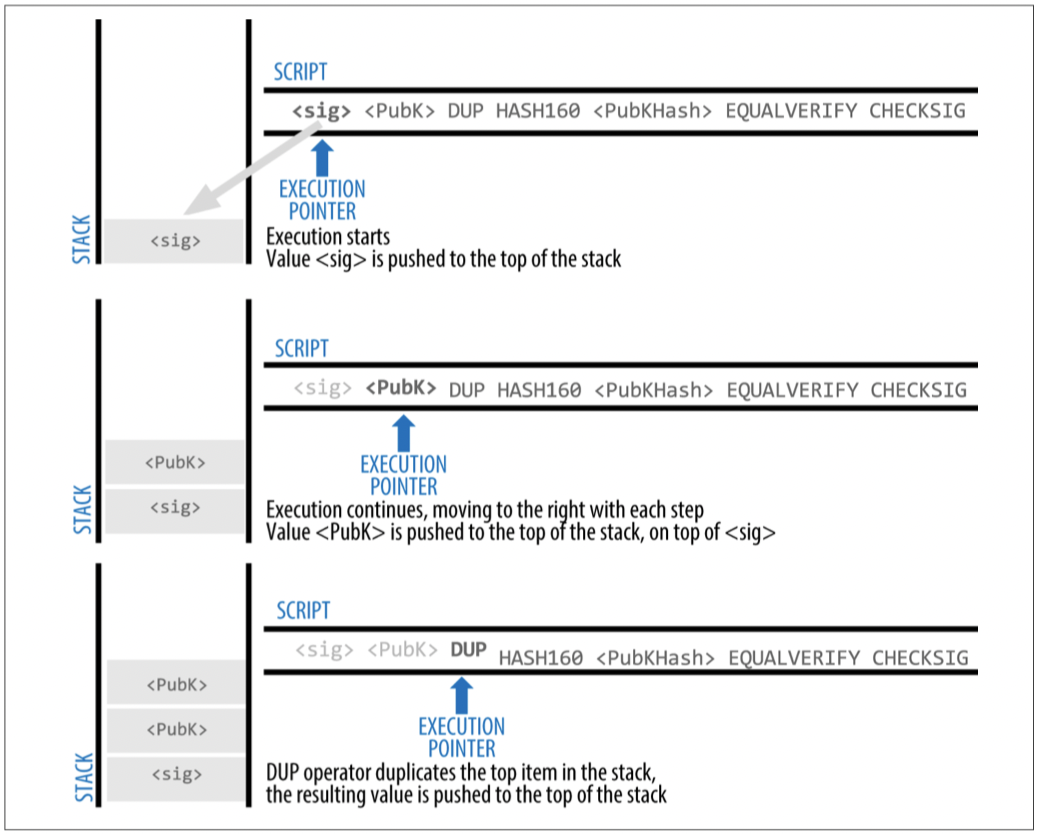 SCRIPT
<sig> <PubK> DUP HASH160 <PubKHash> EQUALVERIFY CHECKSIG
EXECUTION
POINTER
STACK
<sig>
Execution starts
Value <sig> is pushed to the top of the stack
SCRIPT
<sig> <PubK> DUP HASH160 <PubKHash> EQUALVERIFY CHECKSIG
EXECUTION
POINTER
STACK
<PubK>
<sig>
Execution continues, moving to the right with each step
Value <PubK> is pushed to the top of the stack, on top of <sig>
SCRIPT
<sig> <PubK> DUP HASH160 <PubKHash> EQUALVERIFY CHECKSIG
EXECUTION
POINTER
STACK
<PubK>
<PubK>
<sig>
DUP operator duplicates the top item in the stack,
the resulting value is pushed to the top of the stack